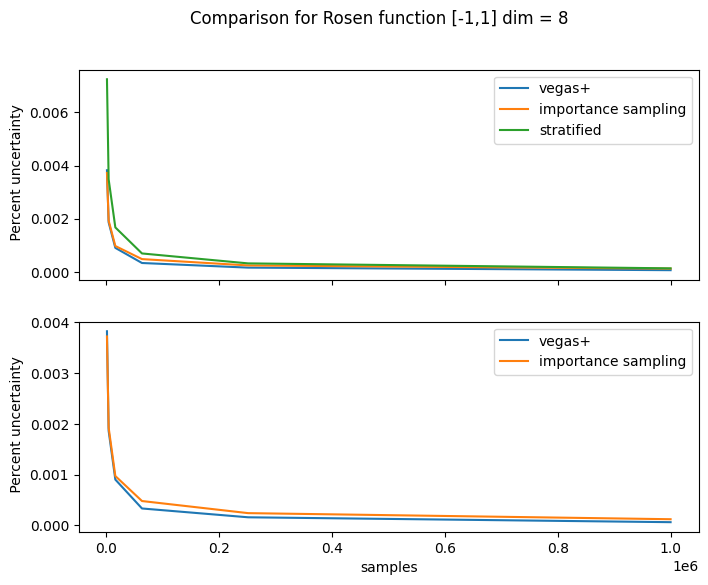 Comparison for Rosen function [-1,1] dim = 8
Percent uncertainty
0.006
0.004
0.002
0.000
vegas+
importance sampling
stratified
Percent uncertainty
0.004
0.003
0.002
0.001
0.000
vegas+
importance sampling
0.0 0.2 0.4 0.6 0.8 1.0
samples
1e6